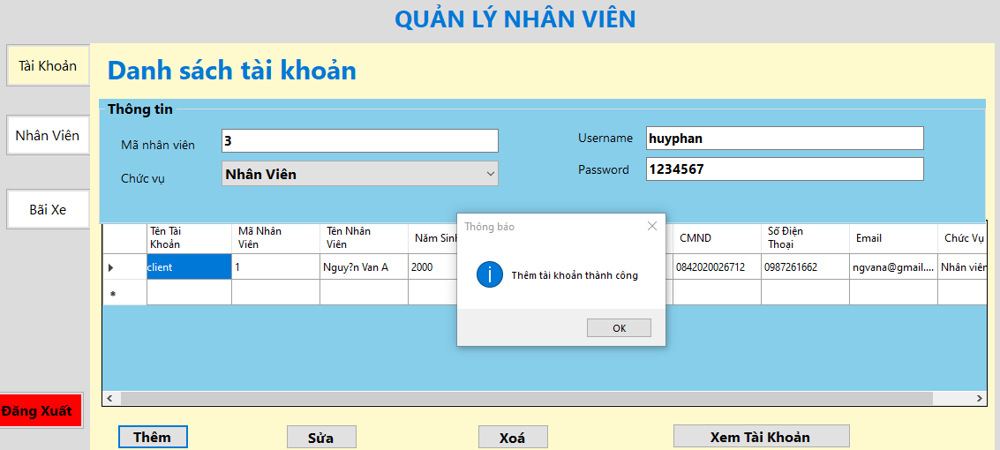 QUẢN LÝ NHÂN VIÊN
Tài Khoản
Nhân Viên
Bãi Xe
Đăng Xuất
Danh sách tài khoản
Thông tin
Mã nhân viên
3
Chức vụ
Nhân Viên
Username
huyphan
Password
1234567
Tên Tài Khoản
Mã Nhân Viên
Tên Nhân Viên
Năm Sinh
CMND
Số Điện Thoại
Email
Chức Vụ
client
1
Nguy?n Van A
2000
0842020026712
0987261662
ngvana@gmail....
Nhân viên
Thông báo
Thêm tài khoản thành công
OK
Thêm
Sửa
Xoá
Xem Tài Khoản